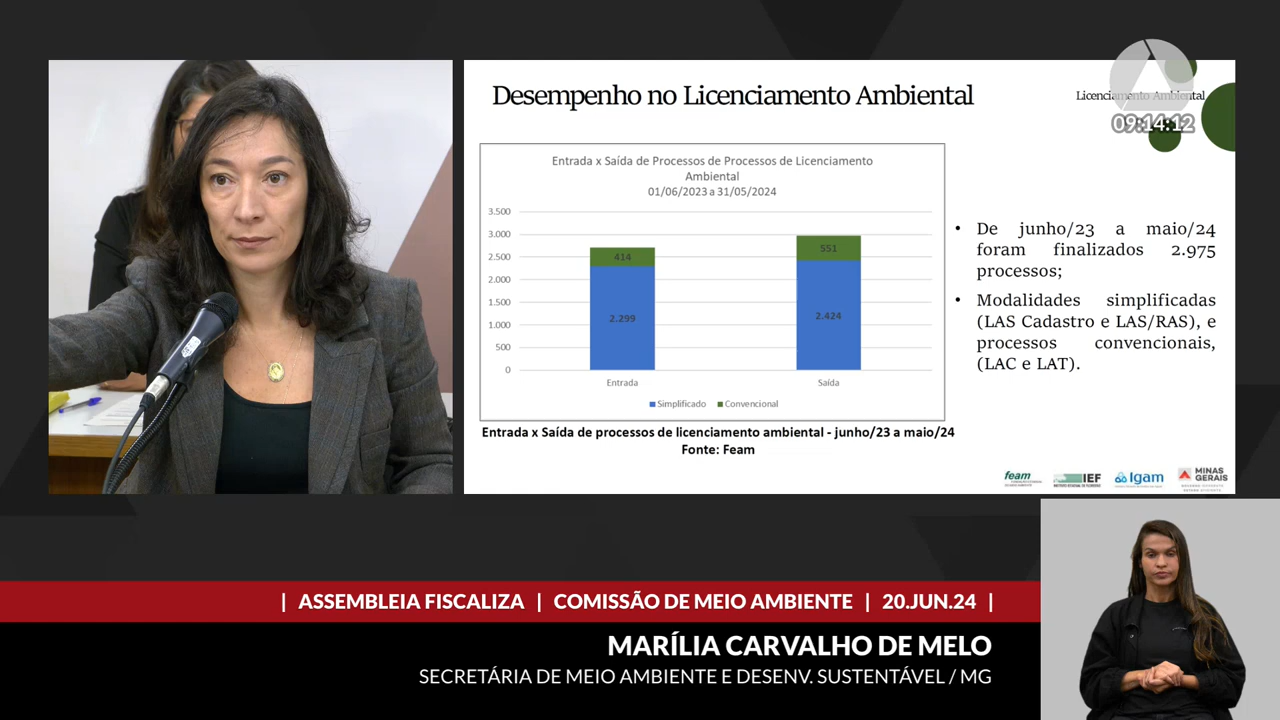 Desempenho no Licenciamento Ambiental
Licenciamento Ambiental
09:14:12
Entrada x Saída de Processos de Processos de Licenciamento
Ambiental
01/06/2023 a 31/05/2024
3.500
3.000
2.500
2.000
1.500
1.000
500
0
414
2.299
551
2.424
Entrada
Saída
Simplificado
Convencional
Entrada x Saída de processos de licenciamento ambiental - junho/23 a maio/24
Fonte: Feam
• De junho/23 a maio/24
foram finalizados 2.975
processos;
• Modalidades simplificadas
(LAS Cadastro e LAS/RAS), e
processos convencionais,
(LAC e LAT).
feam
IEF
Igam
MINAS
GERAIS
| ASSEMBLEIA FISCALIZA | COMISSÃO DE MEIO AMBIENTE | 20.JUN.24 |
MARÍLIA CARVALHO DE MELO
SECRETÁRIA DE MEIO AMBIENTE E DESENV. SUSTENTÁVEL / MG